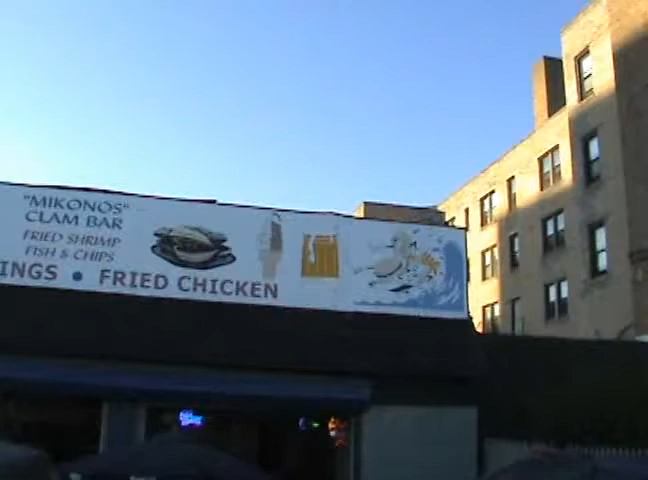 "MIKONOS"
CLAM BAR
FRIED SHRIMP
FISH & CHIPS
INGS • FRIED CHICKEN